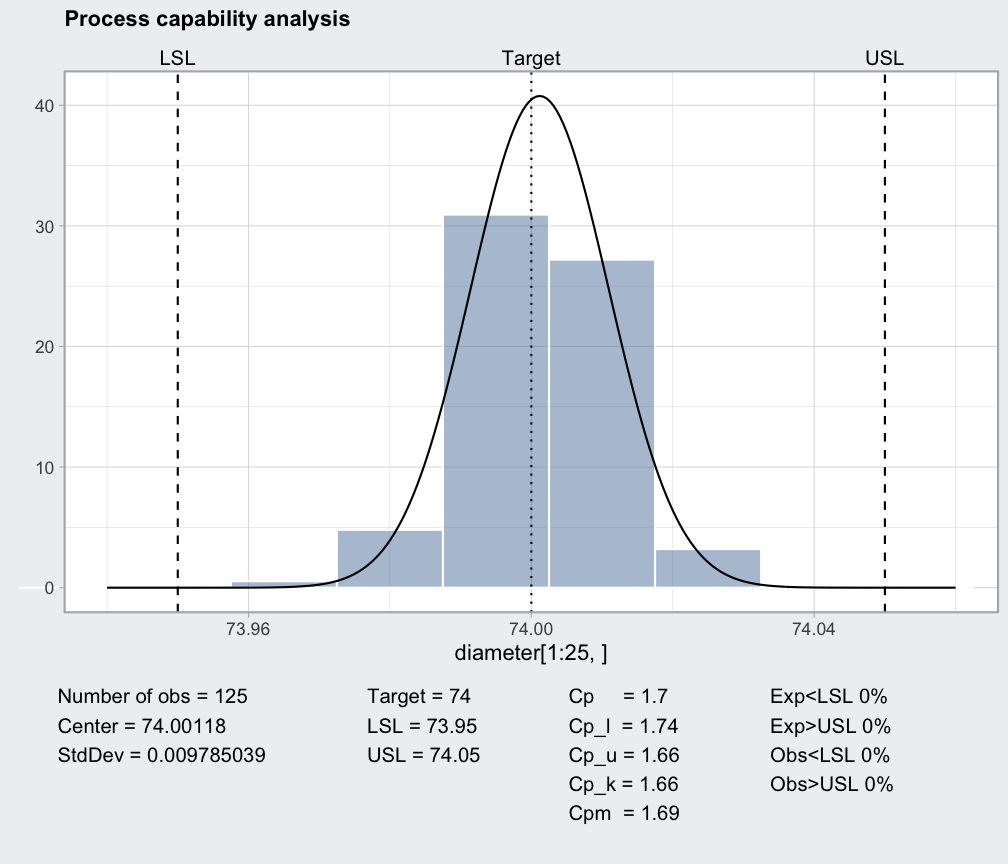 Process capability analysis
LSL Target USL
40
30
20
10
0
73.96 74.00 74.04
diameter[1:25, ]
Number of obs = 125 Target = 74 Cp = 1.7 Exp<LSL 0%
Center = 74.00118 LSL = 73.95 Cp_l = 1.74 Exp>USL 0%
StdDev = 0.009785039 USL = 74.05 Cp_u = 1.66 Obs<LSL 0%
Cp_k = 1.66 Obs>USL 0%
Cpm = 1.69